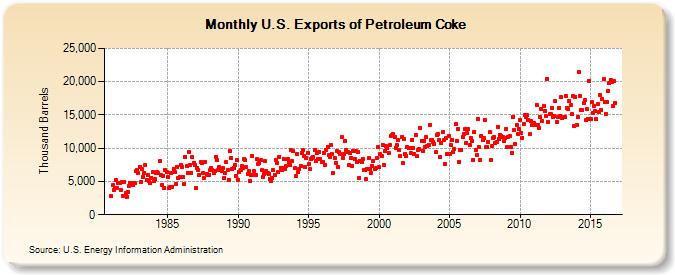 Monthly U.S. Exports of Petroleum Coke
Thousand Barrels
25,000
20,000
15,000
10,000
5,000
0
1985 1990 1995 2000 2005 2010 2015
Source: U.S. Energy Information Administration